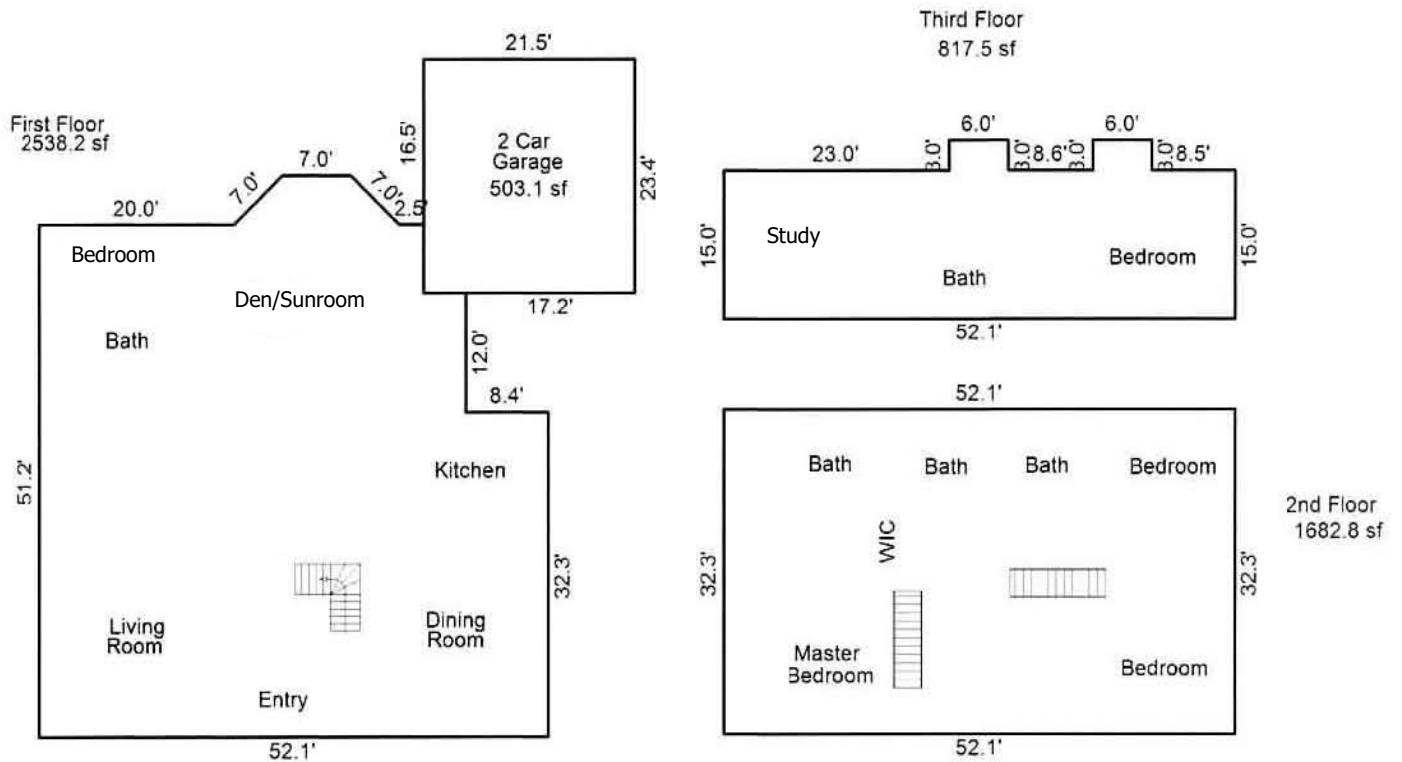 First Floor
2538.2 sf
20.0'
7.0'
7.0'
7.0'
2.5'
16.5'
21.5'
2 Car
Garage
503.1 sf
23.4'
17.2'
12.0'
8.4'
32.3'
52.1'
51.2'
Bedroom
Den/Sunroom
Bath
Kitchen
Living
Room
Dining
Room
Entry
Third Floor
817.5 sf
23.0'
3.0'
6.0'
3.0'
8.6'
3.0'
6.0'
3.0'
8.5'
15.0'
Study
Bath
Bedroom
15.0'
52.1'
52.1'
Bath
Bath
Bath
Bedroom
WIC
32.3'
32.3'
2nd Floor
1682.8 sf
Master
Bedroom
Bedroom
52.1'